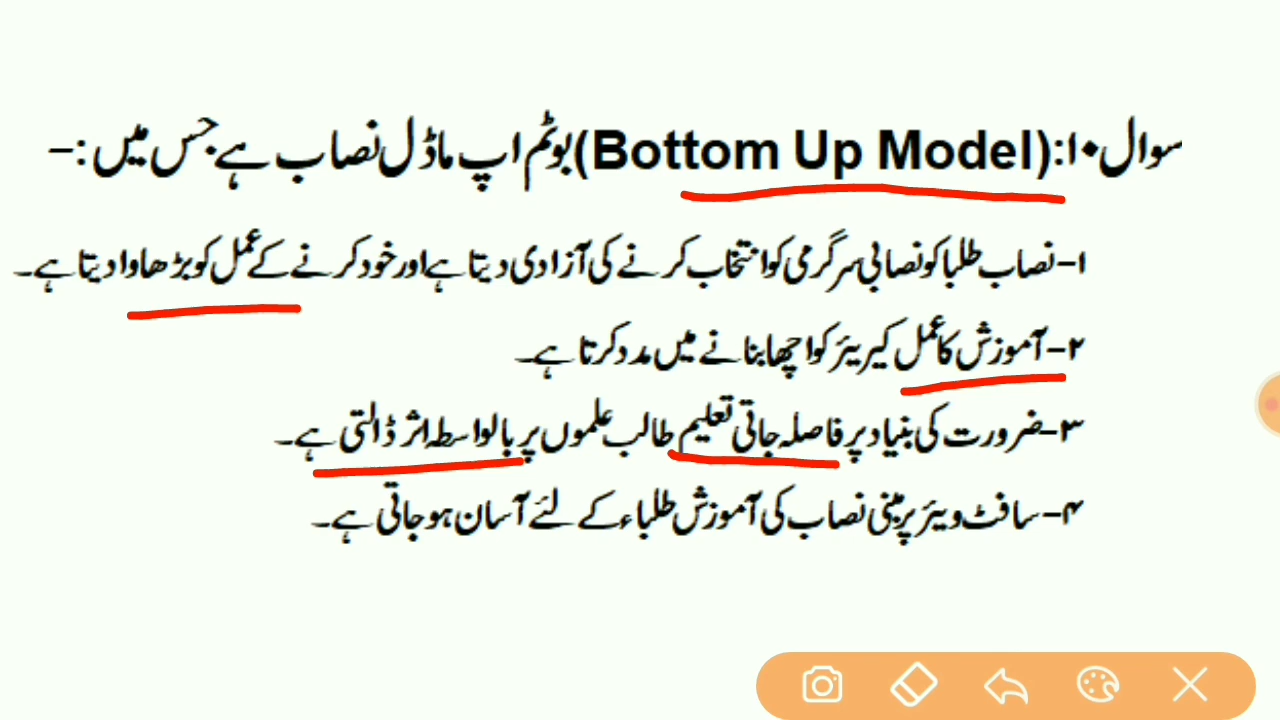 سوال۱۰:(Bottom Up Model)بوٹم اپ ماڈل نصاب ہے جس میں:-
۱-نصاب طلبا کو نصابی سرگرمی کو انتخاب کرنے کی آزادی دیتا ہے اور خود کرنے کے عمل کو بڑھاوا دیتا ہے۔
۲-آموزش کا عمل کیریئر کو اچھا بنانے میں مدد کرتا ہے۔
۳-ضرورت کی بنیاد پر فاصلہ جاتی تعلیم طالب علموں پر بالواسطہ اثر ڈالتی ہے۔
۴-سافٹ ویئر پر مبنی نصاب کی آموزش طلباء کے لئے آسان ہو جاتی ہے۔